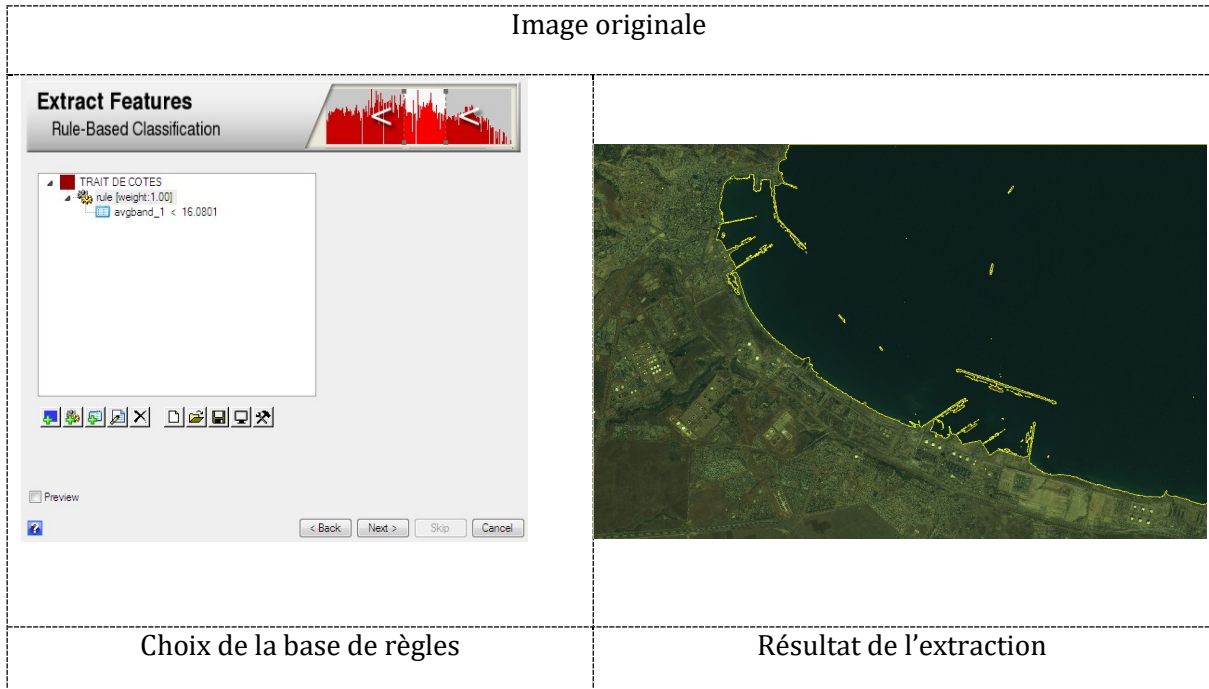 Image originale
Extract Features
Rule-Based Classification
TRAIT DE COTES
rule [weight:1.00]
avgband_1 < 16.0801
Preview
< Back Next > Skip Cancel
Choix de la base de règles
Résultat de l'extraction